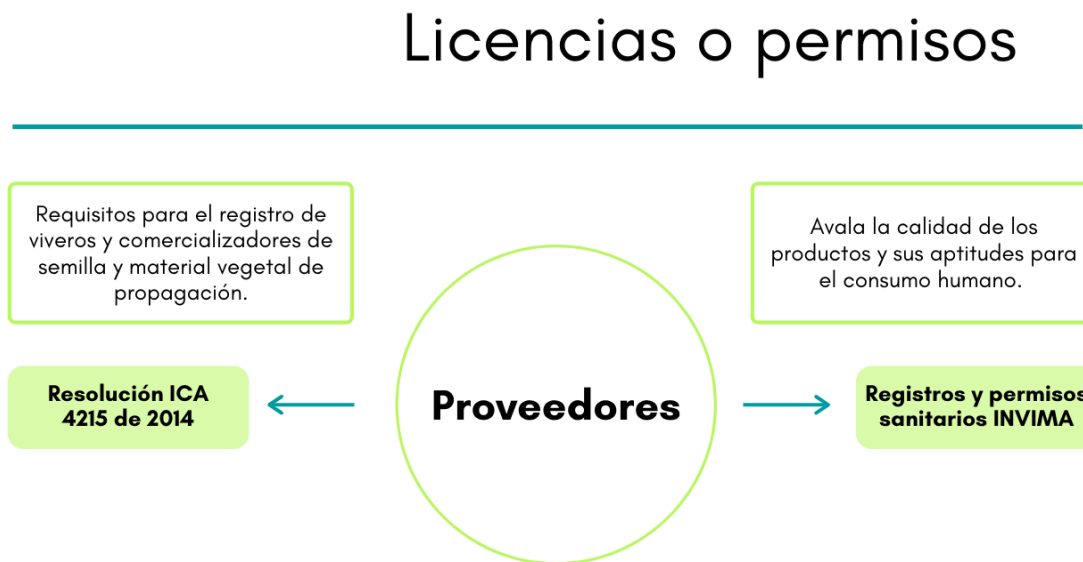 Licencias o permisos
Requisitos para el registro de
viveros y comercializadores de
semilla y material vegetal de
propagación.
Avala la calidad de los
productos y sus aptitudes para
el consumo humano.
Resolución ICA
4215 de 2014
Proveedores
Registros y permisos
sanitarios INVIMA